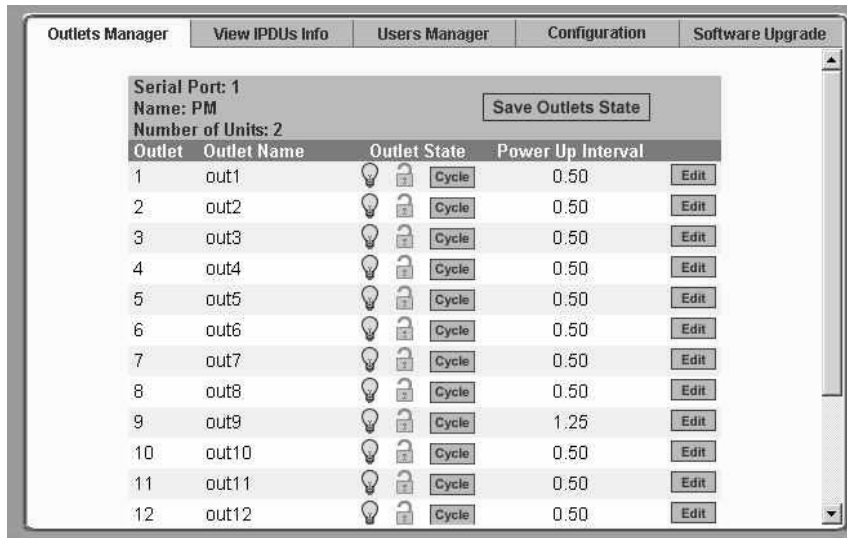 Outlets Manager View IPDUs Info Users Manager Configuration Software Upgrade
Serial Port: 1
Name: PM
Save Outlets State
Number of Units: 2
Outlet Outlet Name Outlet State Power Up Interval
1 out1 Cycle 0.50 Edit
2 out2 Cycle 0.50 Edit
3 out3 Cycle 0.50 Edit
4 out4 Cycle 0.50 Edit
5 out5 Cycle 0.50 Edit
6 out6 Cycle 0.50 Edit
7 out7 Cycle 0.50 Edit
8 out8 Cycle 0.50 Edit
9 out9 Cycle 1.25 Edit
10 out10 Cycle 0.50 Edit
11 out11 Cycle 0.50 Edit
12 out12 Cycle 0.50 Edit